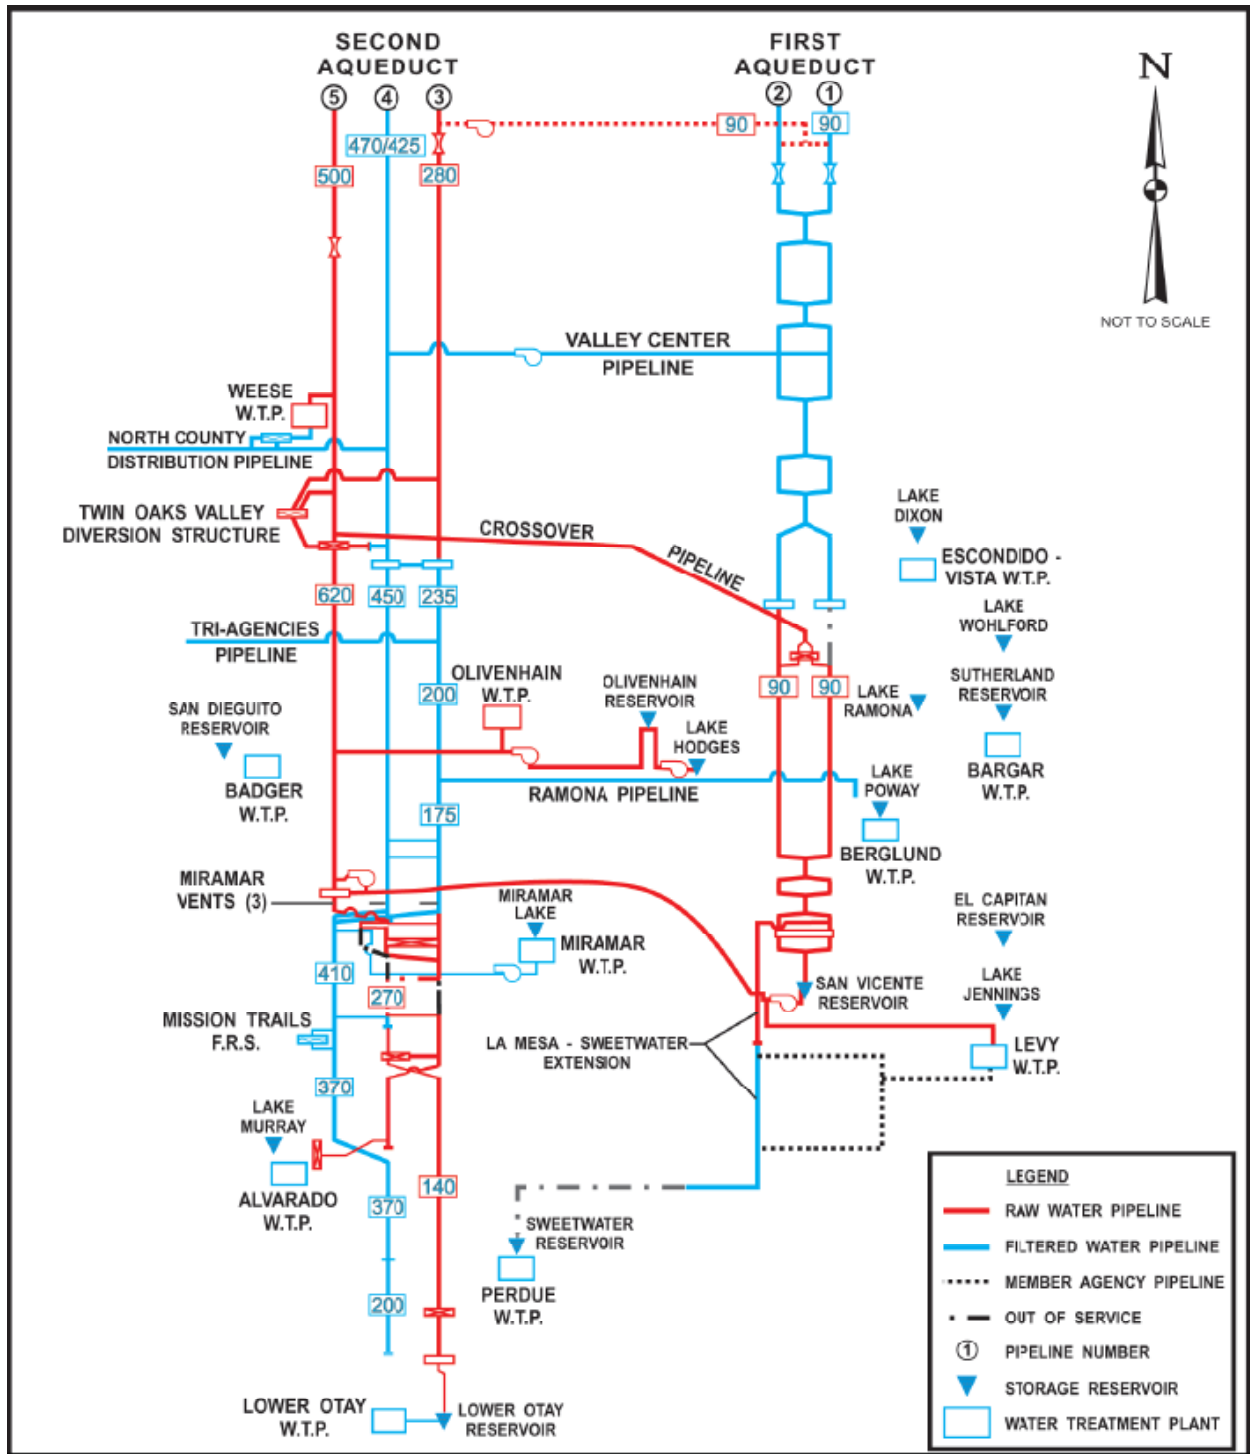 SECOND
AQUEDUCT
FIRST
AQUEDUCT
5
4
3
2
1
N
NOT TO SCALE
470/425
90
90
500
280
VALLEY CENTER
PIPELINE
WEESE
W.T.P.
NORTH COUNTY
DISTRIBUTION PIPELINE
TWIN OAKS VALLEY
DIVERSION STRUCTURE
CROSSOVER
PIPELINE
LAKE
DIXON
ESCONDIDO -
VISTA W.T.P.
620
450
235
LAKE
WOHLFORD
TRI-AGENCIES
PIPELINE
OLIVENHAIN
W.T.P.
OLIVENHAIN
RESERVOIR
200
90
90
LAKE
RAMONA
SUTHERLAND
RESERVOIR
SAN DIEGUITO
RESERVOIR
LAKE
HODGES
BADGER
W.T.P.
RAMONA PIPELINE
LAKE
POWAY
BARGAR
W.T.P.
175
BERGLUND
W.T.P.
MIRAMAR
VENTS (3)
MIRAMAR
LAKE
MIRAMAR
W.T.P.
EL CAPITAN
RESERVOIR
410
270
SAN VICENTE
RESERVOIR
LAKE
JENNINGS
MISSION TRAILS
F.R.S.
LA MESA - SWEETWATER
EXTENSION
LEVY
W.T.P.
370
LAKE
MURRAY
ALVARADO
W.T.P.
140
370
SWEETWATER
RESERVOIR
PERDUE
W.T.P.
200
LOWER OTAY
W.T.P.
LOWER OTAY
RESERVOIR
LEGEND
RAW WATER PIPELINE
FILTERED WATER PIPELINE
MEMBER AGENCY PIPELINE
OUT OF SERVICE
1 PIPELINE NUMBER
STORAGE RESERVOIR
WATER TREATMENT PLANT